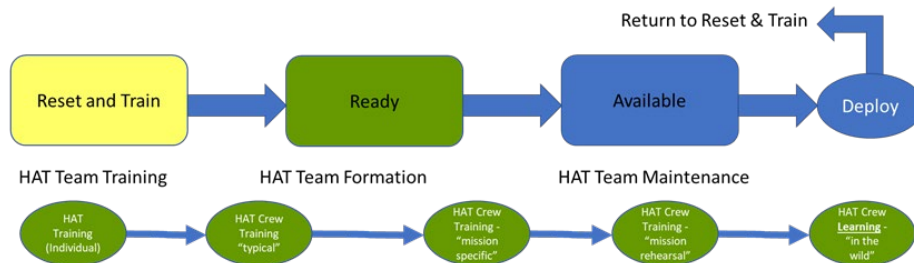 Return to Reset & Train
Reset and Train
Ready
Available
Deploy
HAT Team Training
HAT Team Formation
HAT Team Maintenance
HAT
Training
(Individual)
HAT Crew
Training
“typical”
HAT Crew
Training -
“mission
specific”
HAT Crew
Training -
“mission
rehearsal”
HAT Crew
Learning -
“in the
wild”